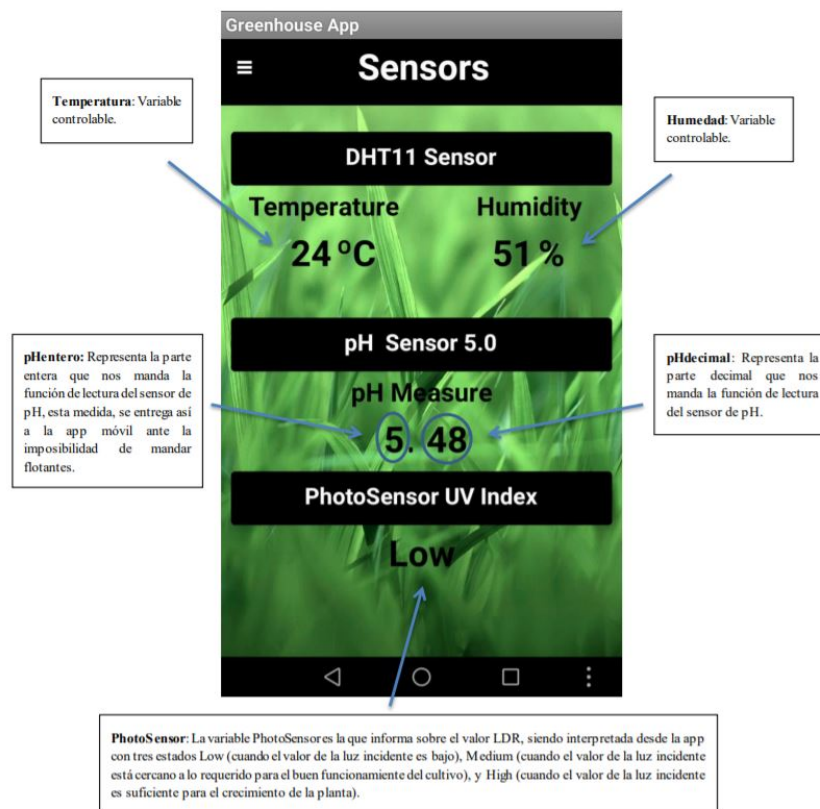 Greenhouse App
Sensors
Temperatura: Variable
controlable.
Humedad: Variable
controlable.
DHT11 Sensor
Temperature Humidity
24 ºC 51 %
pH Sensor 5.0
pHentero: Representa la parte
entera que nos manda la
función de lectura del sensor de
pH, esta medida, se entrega así
a la app móvil ante la
imposibilidad de mandar
flotantes.
pH Measure
5. 48
pHdecimal: Representa la
parte decimal que nos
manda la función de lectura
del sensor de pH.
PhotoSensor UV Index
Low
PhotoSensor: La variable PhotoSensor es la que informa sobre el valor LDR, siendo interpretada desde la app
con tres estados Low (cuando el valor de la luz incidente es bajo), Medium (cuando el valor de la luz incidente
está cercano a lo requerido para el buen funcionamiente del cultivo), y High (cuando el valor de la luz incidente
es suficiente para el crecimiento de la planta).